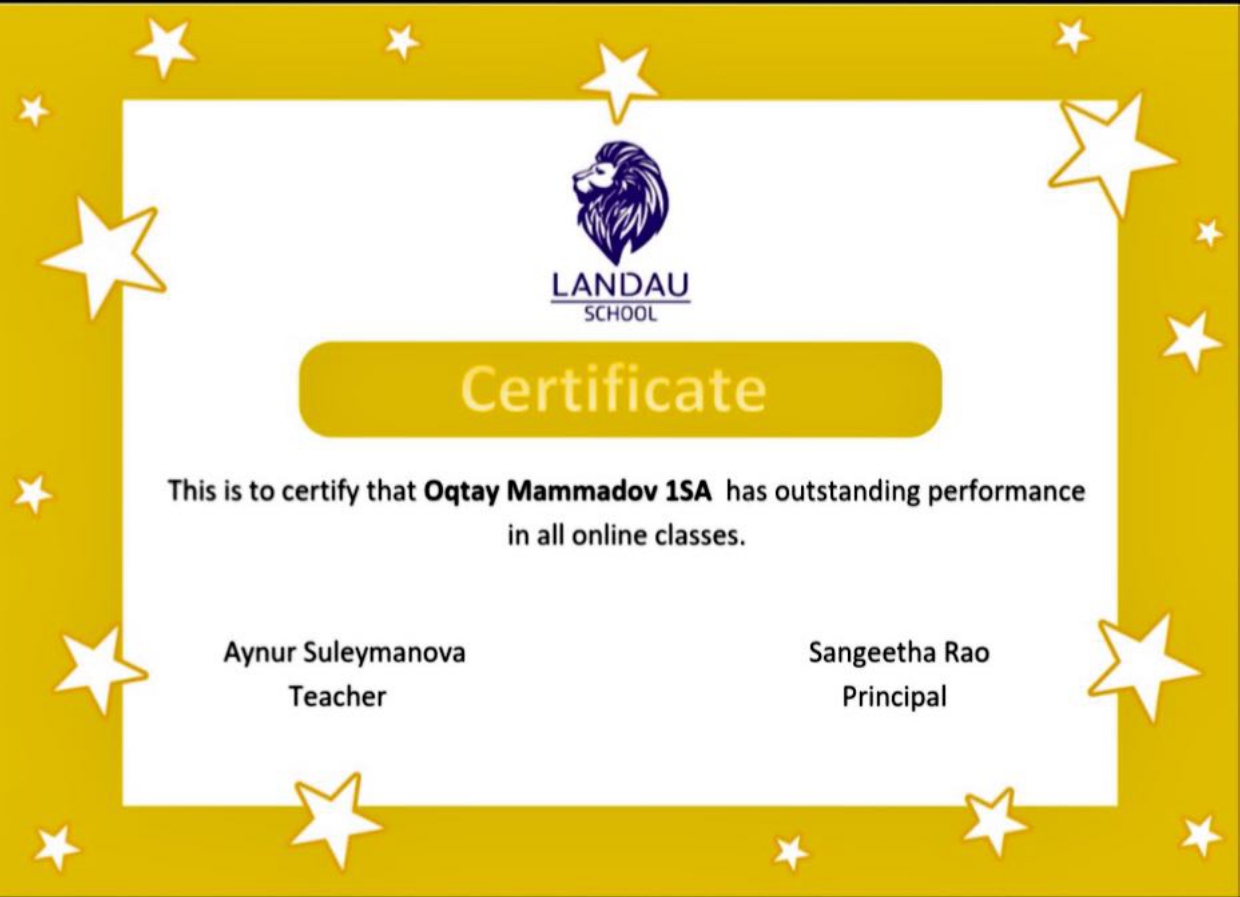 LANDAU
SCHOOL
Certificate
This is to certify that Oqtay Mammadov 1SA has outstanding performance
in all online classes.
Aynur Suleymanova
Teacher
Sangeetha Rao
Principal